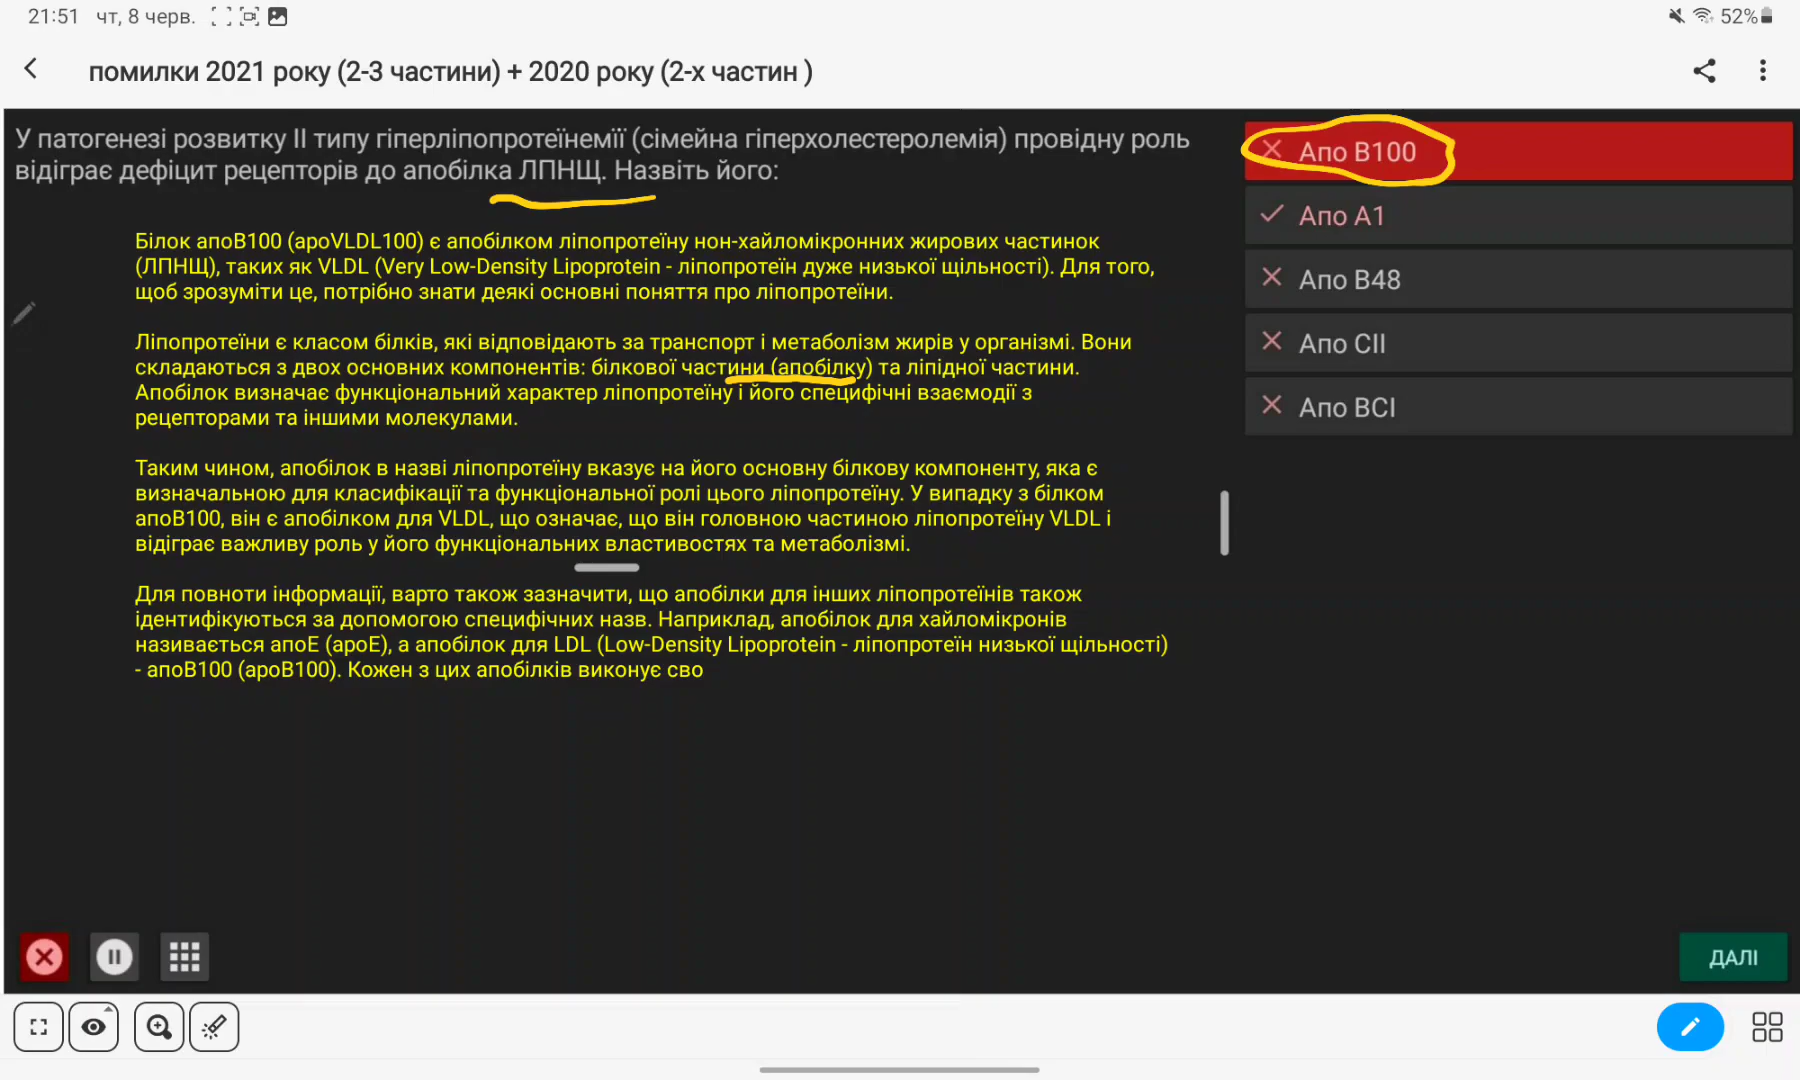 21:51 чт, 8 черв.
52%
помилки 2021 року (2-3 частини) + 2020 року (2-х частин )
У патогенезі розвитку II типу гіперліпопротеїнемії (сімейна гіперхолестеролемія) провідну роль
відіграє дефіцит рецепторів до апобілка ЛПНЩ. Назвіть його:
Білок апоВ100 (apoVLDL100) є апобілком ліпопротеїну нон-хайломікронних жирових частинок
(ЛПНЩ), таких як VLDL (Very Low-Density Lipoprotein - ліпопротеїн дуже низької щільності). Для того,
щоб зрозуміти це, потрібно знати деякі основні поняття про ліпопротеїни.
Ліпопротеїни є класом білків, які відповідають за транспорт і метаболізм жирів у організмі. Вони
складаються з двох основних компонентів: білкової частини (апобілку) та ліпідної частини.
Апобілок визначає функціональний характер ліпопротеїну і його специфічні взаємодії з
рецепторами та іншими молекулами.
Таким чином, апобілок в назві ліпопротеїну вказує на його основну білкову компоненту, яка є
визначальною для класифікації та функціональної ролі цього ліпопротеїну. У випадку з білком
апоВ100, він є апобілком для VLDL, що означає, що він головною частиною ліпопротеїну VLDL і
відіграє важливу роль у його функціональних властивостях та метаболізмі.
Для повноти інформації, варто також зазначити, що апобілки для інших ліпопротеїнів також
ідентифікуються за допомогою специфічних назв. Наприклад, апобілок для хайломікронів
називається апоЕ (apoE), а апобілок для LDL (Low-Density Lipoprotein - ліпопротеїн низької щільності)
- апоВ100 (apoB100). Кожен з цих апобілків виконує сво
Апо В100
Апо А1
Апо В48
Апо СІІ
Апо ВСІ
ДАЛІ